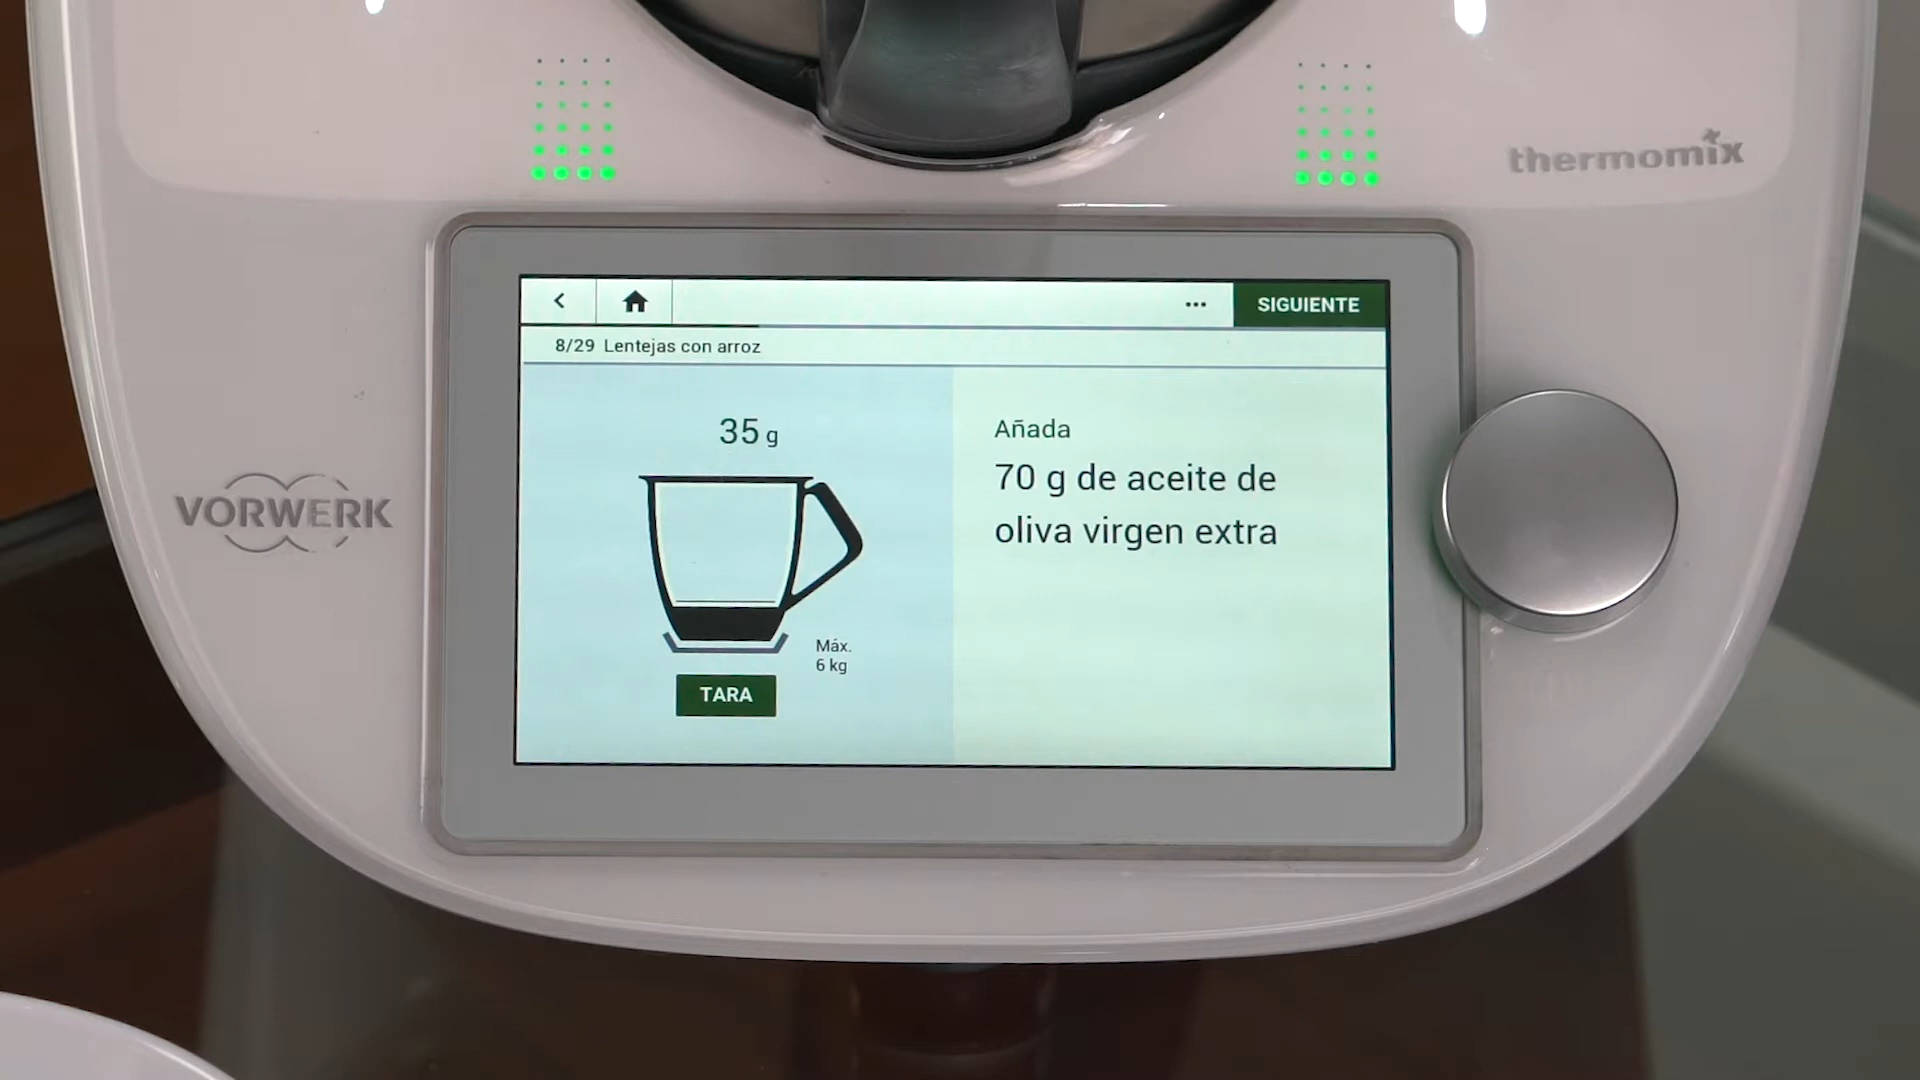 thermomix
SIGUIENTE
8/29 Lentejas con arroz
35 g
Añada
70 g de aceite de
oliva virgen extra
VORWERK
Máx.
6 kg
TARA